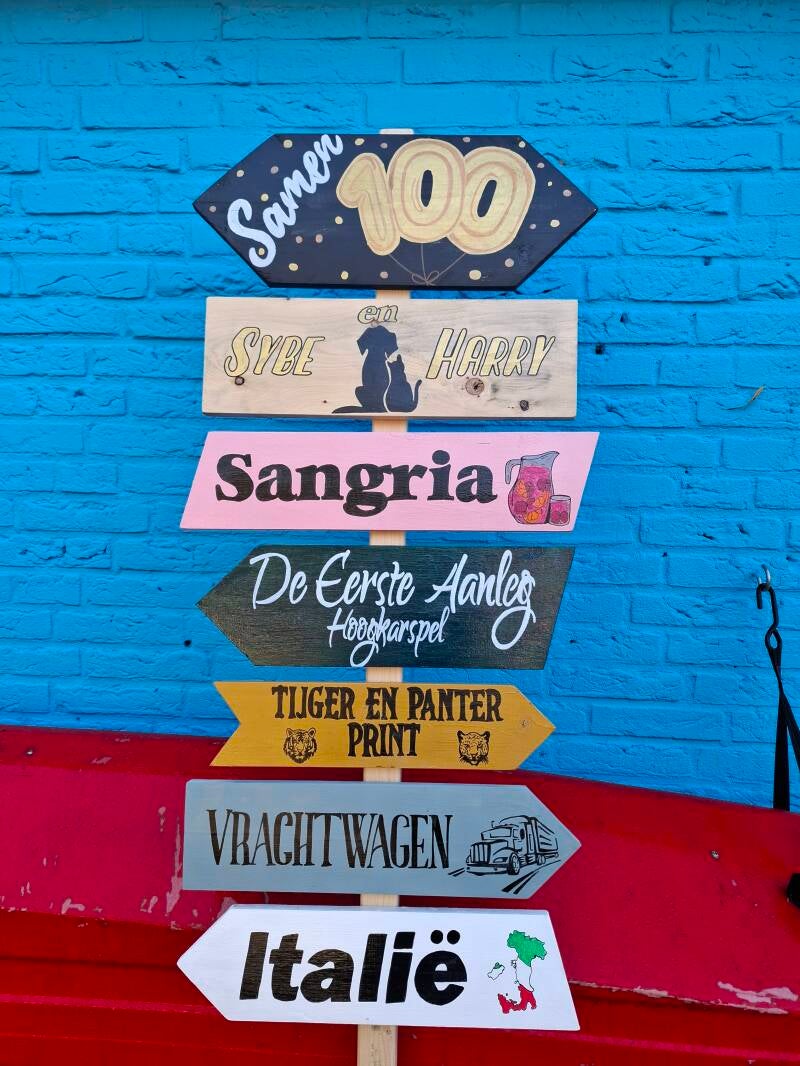 Samen 100
en
SYBE HARRY
Sangria
De Eerste Aanleg
Hoogkarspel
TIJGER EN PANTER
PRINT
VRACHTWAGEN
Italië